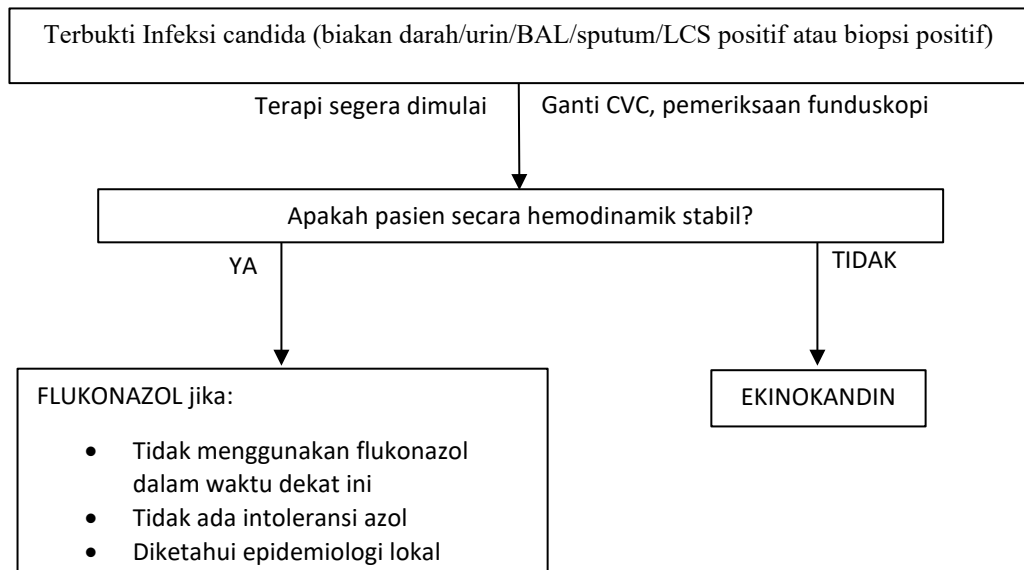 Terbukti Infeksi candida (biakan darah/urin/BAL/sputum/LCS positif atau biopsi positif)
Terapi segera dimulai
Ganti CVC, pemeriksaan funduskopi
Apakah pasien secara hemodinamik stabil?
YA
TIDAK
FLUKONAZOL jika:
• Tidak menggunakan flukonazol
dalam waktu dekat ini
• Tidak ada intoleransi azol
• Diketahui epidemiologi lokal
EKINOKANDIN